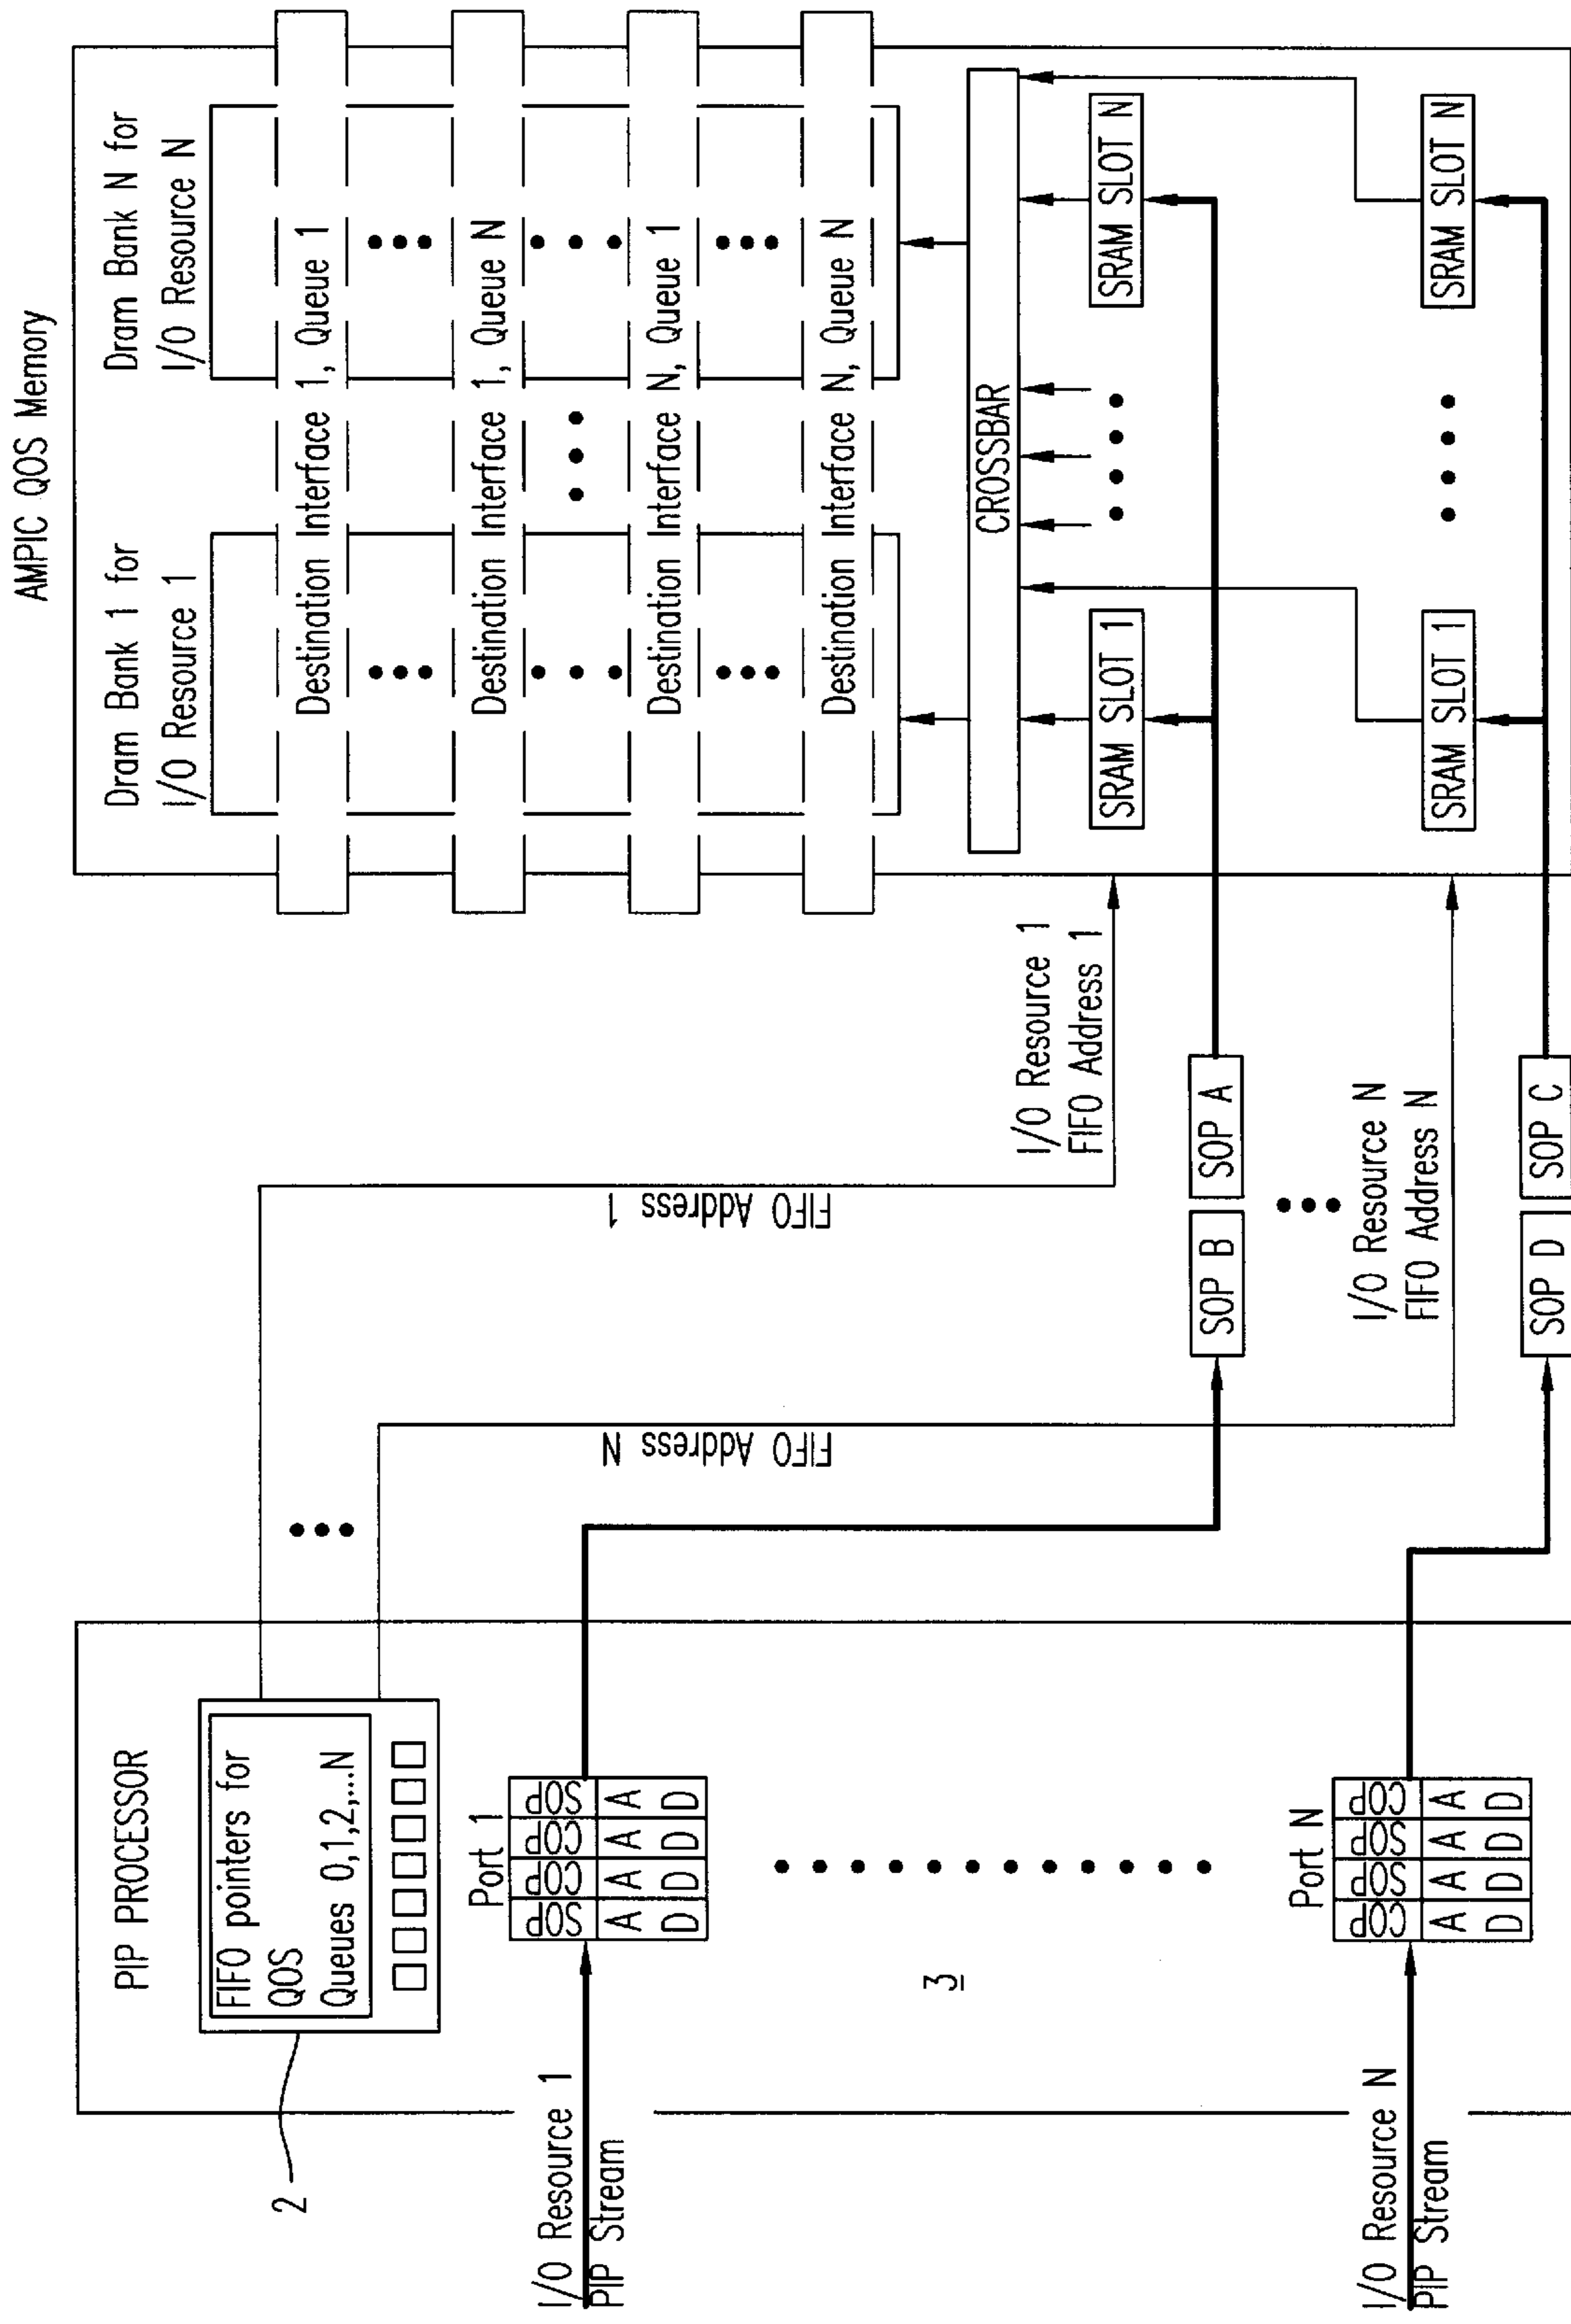 AMPIC QOS Memory
Dram Bank 1 for
I/O Resource 1
Dram Bank N for
I/O Resource N
Destination Interface 1, Queue 1
Destination Interface 1, Queue N
Destination Interface N, Queue 1
Destination Interface N, Queue N
CROSSBAR
SRAM SLOT 1
SRAM SLOT N
SRAM SLOT 1
SRAM SLOT N
PIP PROCESSOR
FIFO pointers for
QOS
Queues 0,1,2,...N
2
FIFO Address 1
FIFO Address N
I/O Resource 1
FIFO Address 1
I/O Resource 1
PIP Stream
Port 1
SOP COP COP SOP
A A A A
D D D D
SOP B
SOP A
3
I/O Resource N
FIFO Address N
I/O Resource N
PIP Stream
Port N
COP SOP SOP COP
A A A A
D D D D
SOP D
SOP C